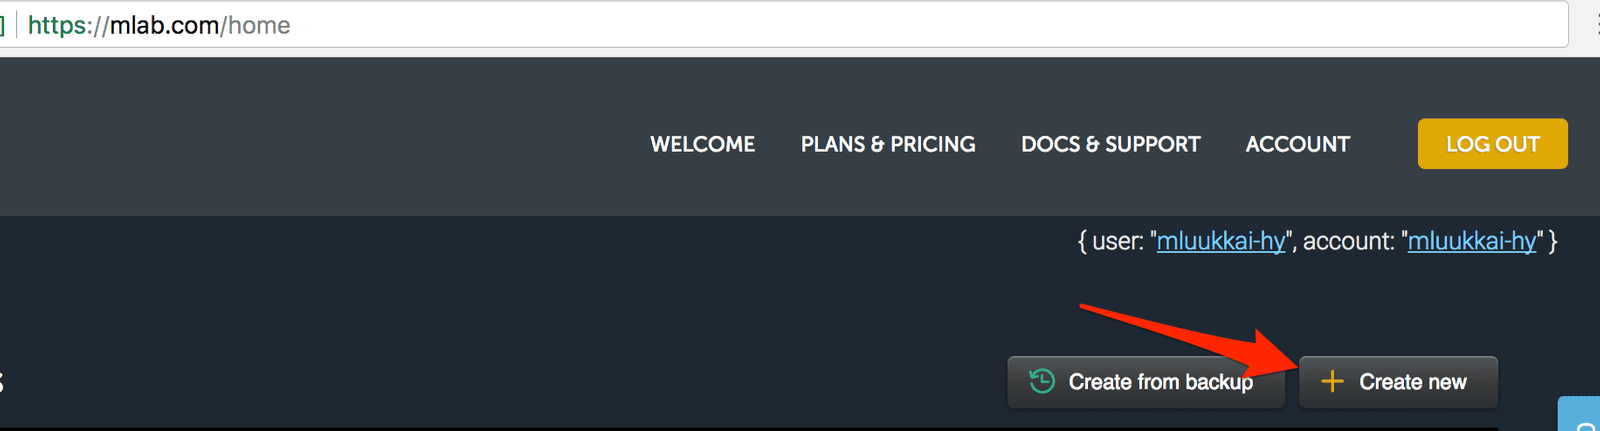 https://mlab.com/home
WELCOME PLANS & PRICING DOCS & SUPPORT ACCOUNT LOG OUT
{ user: "mluukkai-hy", account: "mluukkai-hy" }
Create from backup Create new